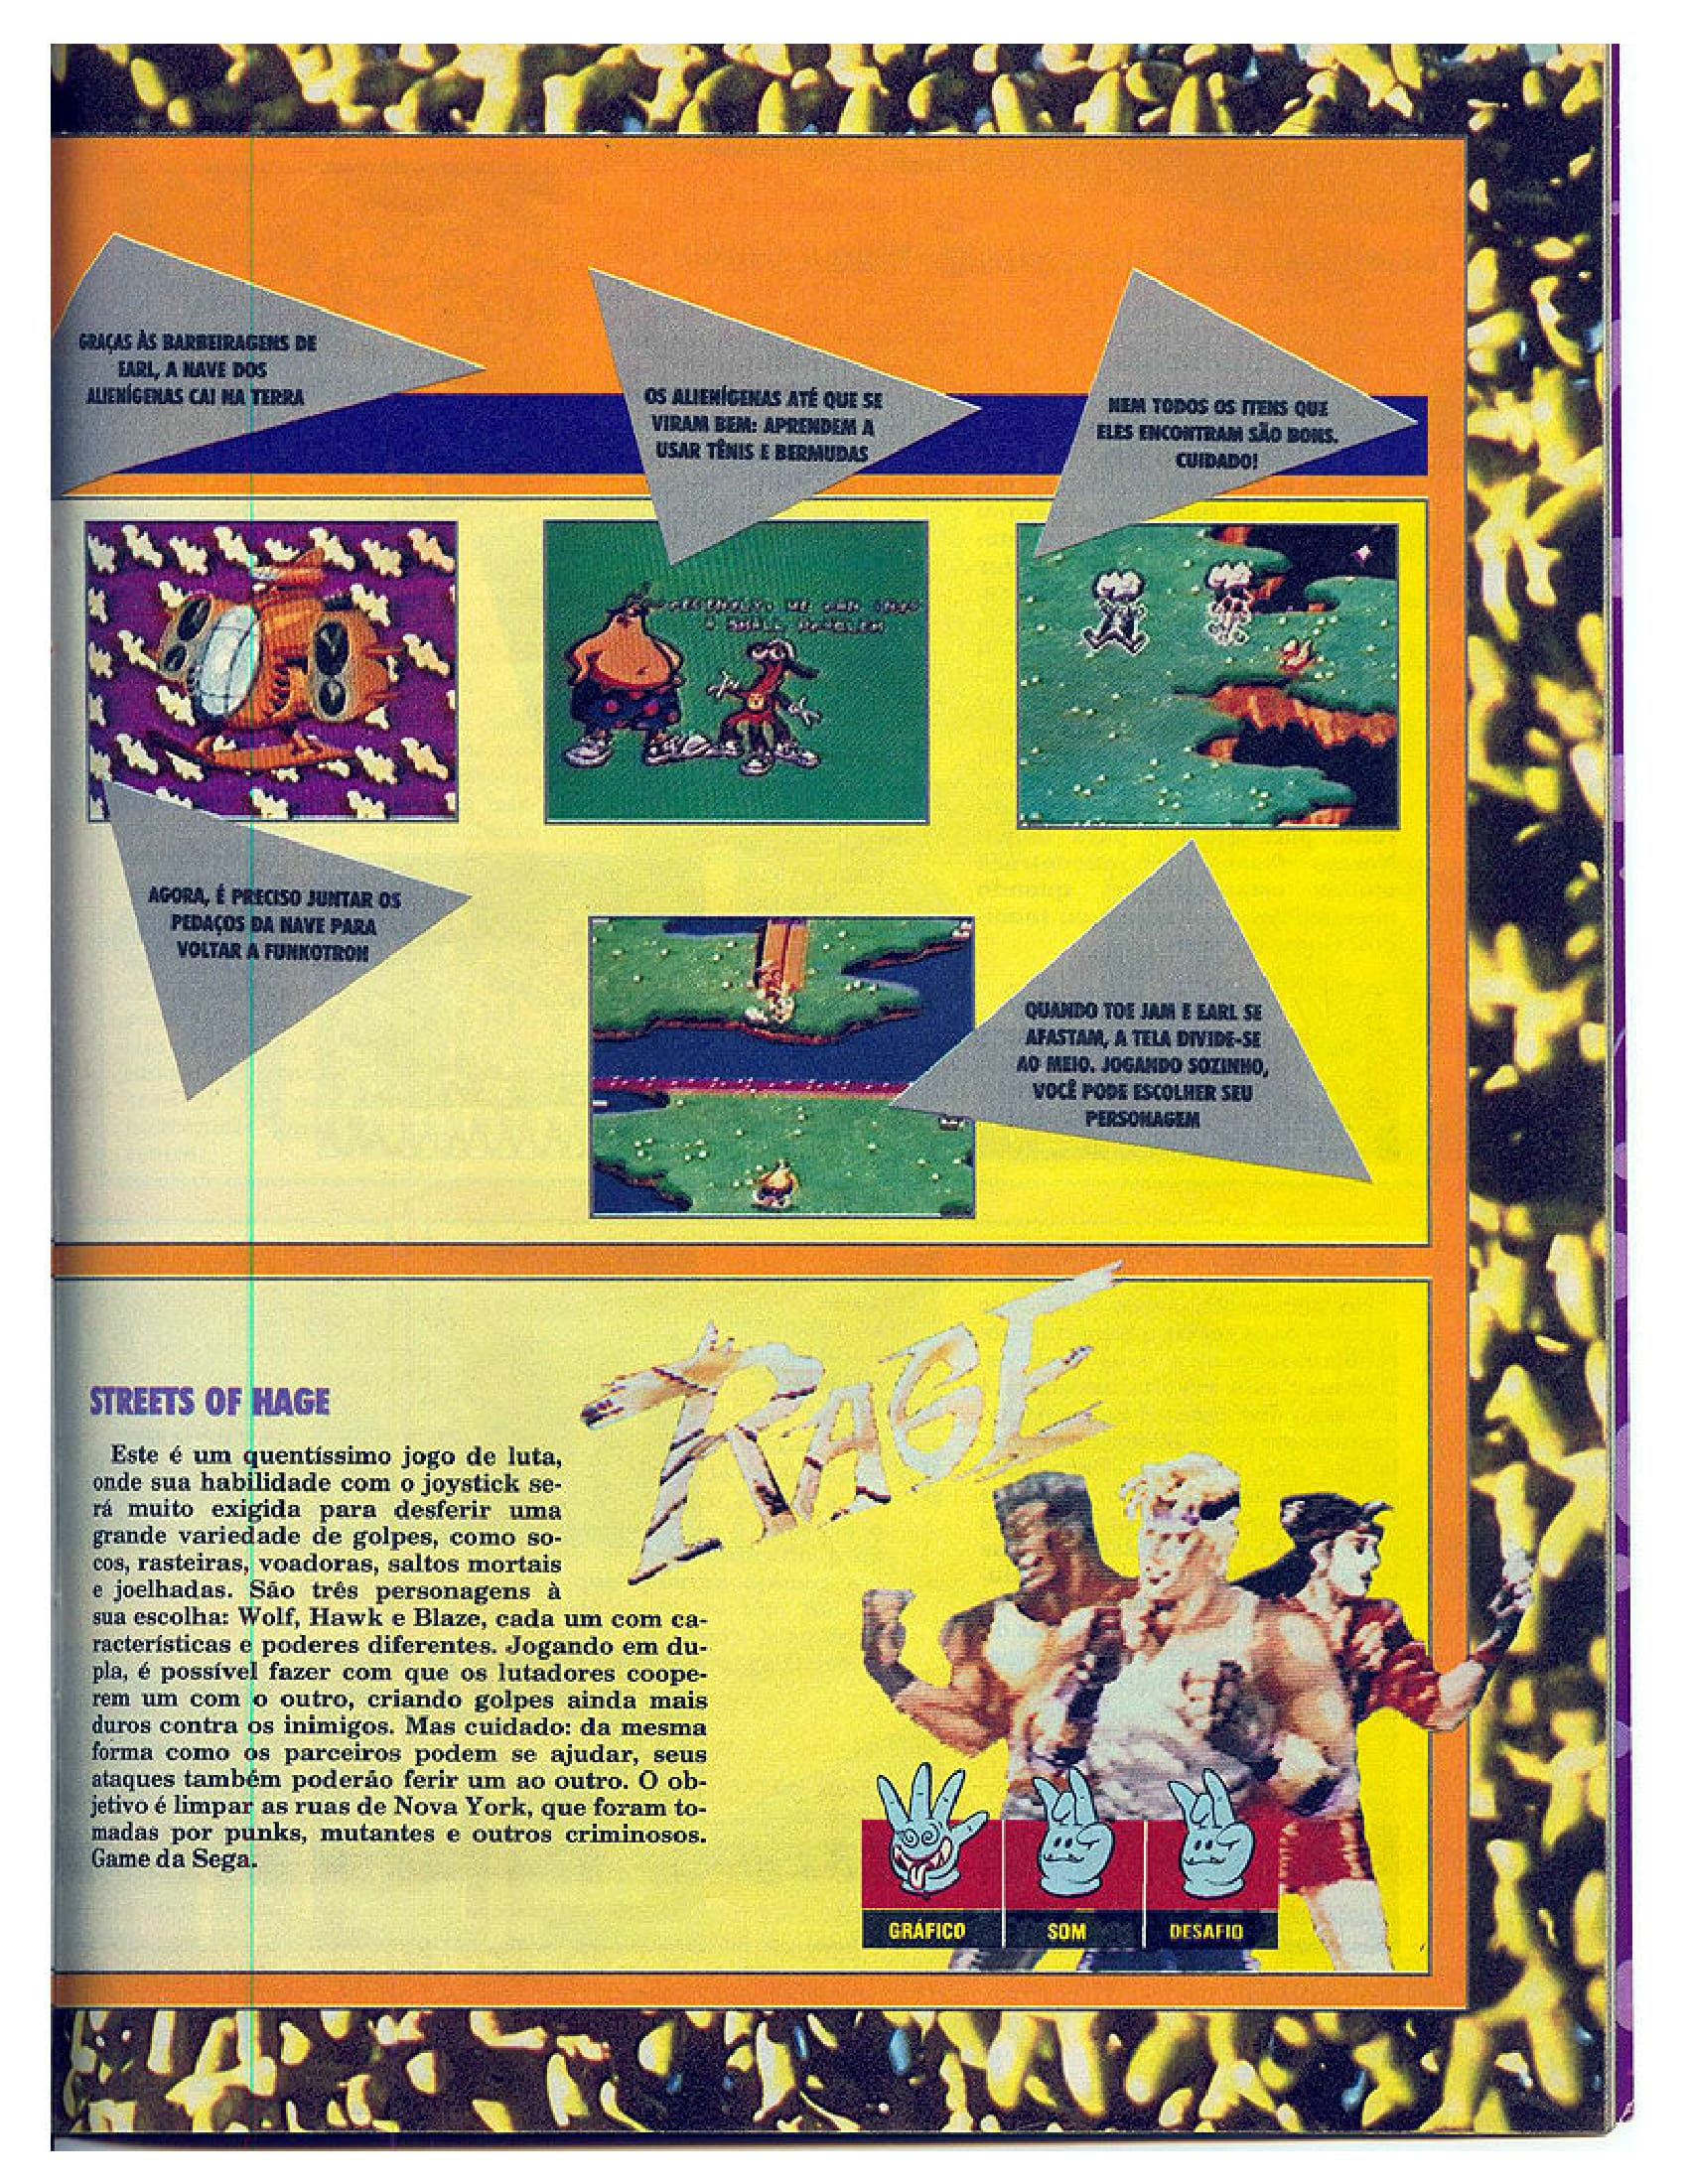 GRAÇAS ÀS BARBEIRAGENS DE
EARL, A NAVE DOS
ALIENÍGENAS CAI NA TERRA
OS ALIENÍGENAS ATÉ QUE SE
VIRAM BEM: APRENDEM A
USAR TÊNIS E BERMUDAS
NEM TODOS OS ITENS QUE
ELES ENCONTRAM SÃO BONS.
CUIDADO!
A SMALL PROBLEM
AGORA, É PRECISO JUNTAR OS
PEDAÇOS DA NAVE PARA
VOLTAR A FUNKOTRON
QUANDO TOE JAM E EARL SE
AFASTAM, A TELA DIVIDE-SE
AO MEIO. JOGANDO SOZINHO,
VOCÊ PODE ESCOLHER SEU
PERSONAGEM
RAGE
STREETS OF HAGE
Este é um quentíssimo jogo de luta,
onde sua habilidade com o joystick se-
rá muito exigida para desferir uma
grande variedade de golpes, como so-
cos, rasteiras, voadoras, saltos mortais
e joelhadas. São três personagens à
sua escolha: Wolf, Hawk e Blaze, cada um com ca-
racterísticas e poderes diferentes. Jogando em du-
pla, é possível fazer com que os lutadores coope-
rem um com o outro, criando golpes ainda mais
duros contra os inimigos. Mas cuidado: da mesma
forma como os parceiros podem se ajudar, seus
ataques também poderão ferir um ao outro. O ob-
jetivo é limpar as ruas de Nova York, que foram to-
madas por punks, mutantes e outros criminosos.
Game da Sega.
GRÁFICO
SOM
DESAFIO